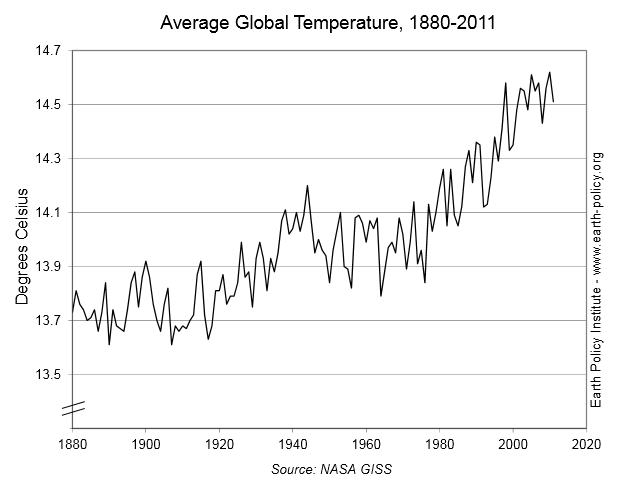 Average Global Temperature, 1880-2011
14.7
14.5
14.3
14.1
13.9
13.7
13.5
Degrees Celsius
1880 1900 1920 1940 1960 1980 2000 2020
Source: NASA GISS
Earth Policy Institute - www.earth-policy.org